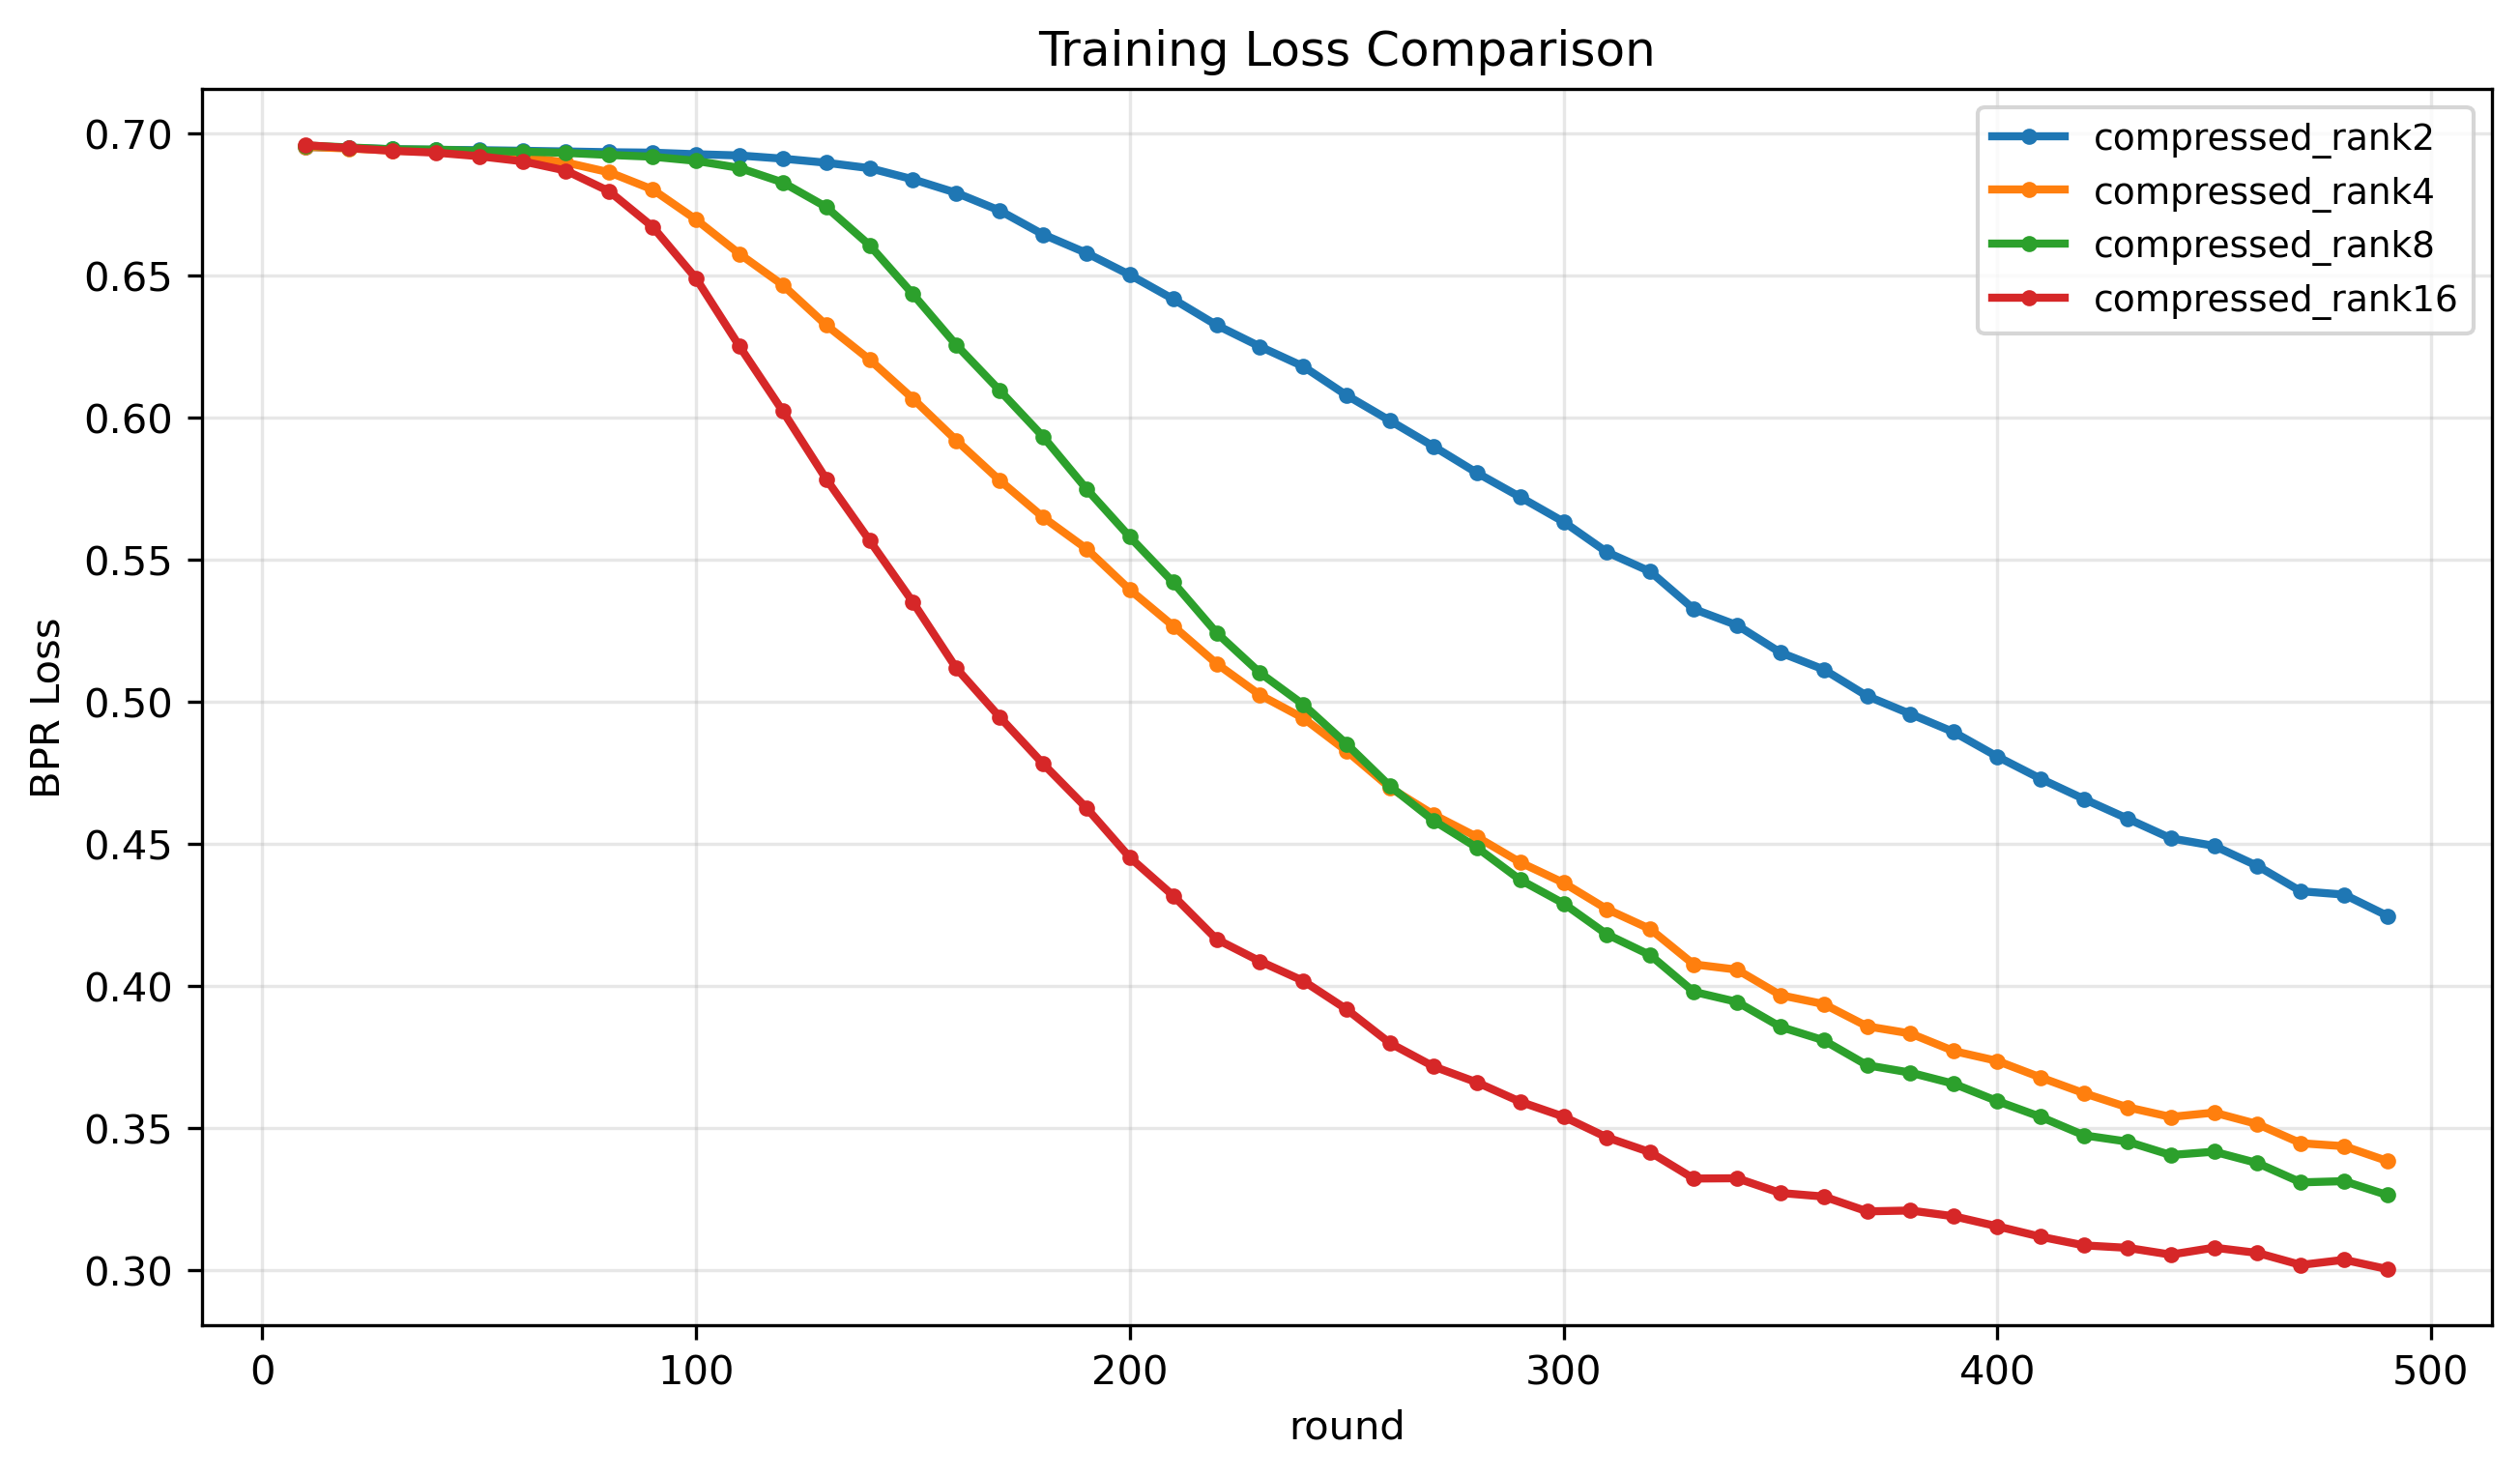 Training Loss Comparison
0.70
0.65
0.60
0.55
0.50
0.45
0.40
0.35
0.30
BPR Loss
compressed_rank2
compressed_rank4
compressed_rank8
compressed_rank16
0
100
200
300
400
500
round